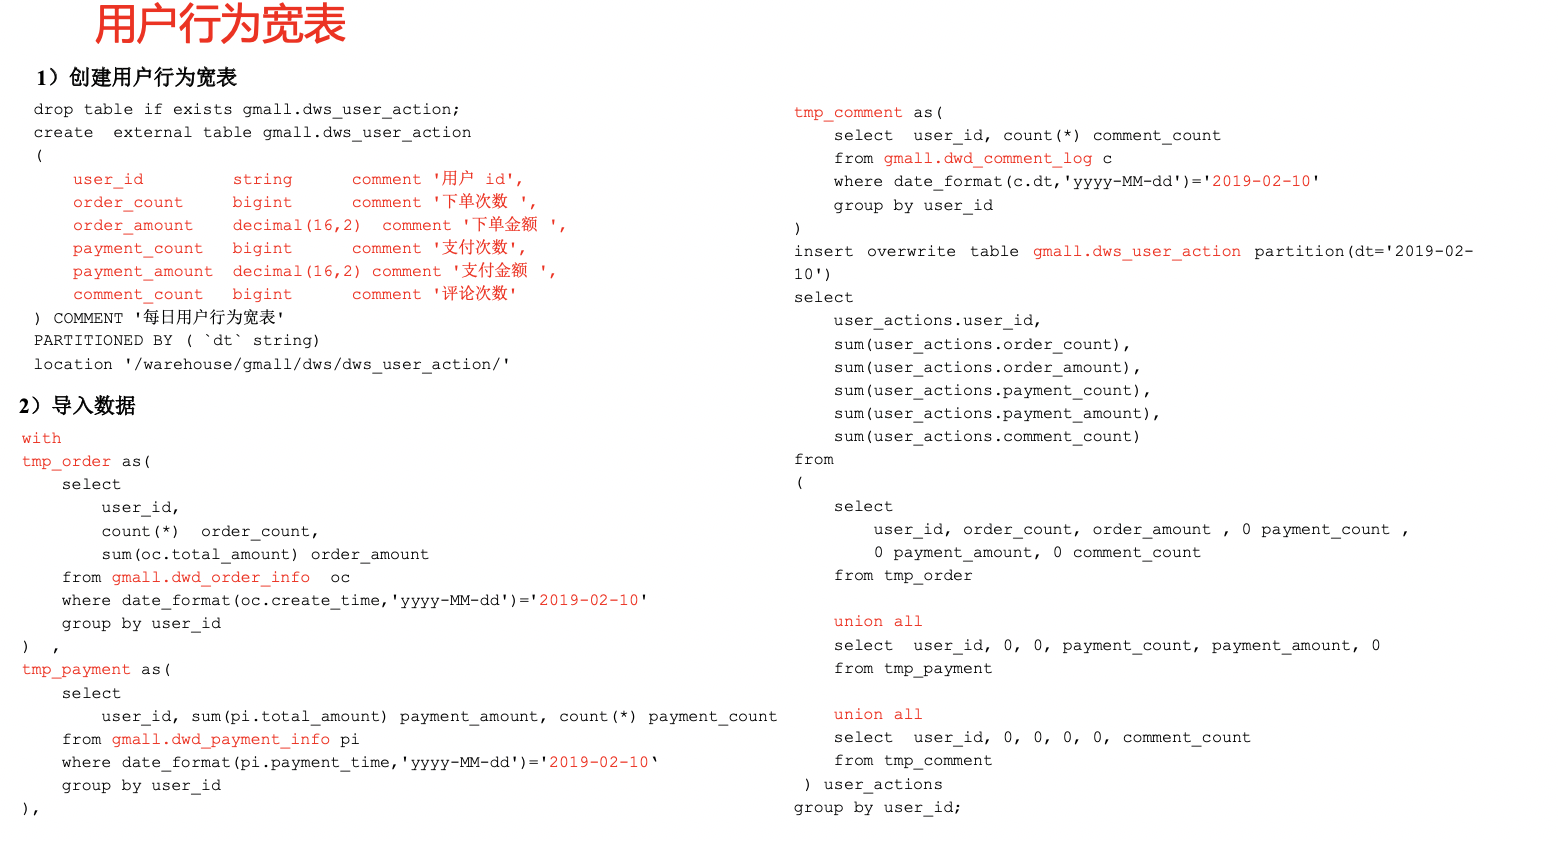 用户行为宽表
1）创建用户行为宽表
drop table if exists gmall.dws_user_action;
create  external table gmall.dws_user_action
(
    user_id         string      comment '用户 id',
    order_count     bigint      comment '下单次数 ',
    order_amount    decimal(16,2)  comment '下单金额 ',
    payment_count   bigint      comment '支付次数',
    payment_amount  decimal(16,2) comment '支付金额 ',
    comment_count   bigint      comment '评论次数'
) COMMENT '每日用户行为宽表'
PARTITIONED BY ( `dt` string)
location '/warehouse/gmall/dws/dws_user_action/'
2）导入数据
with
tmp_order as(
    select
        user_id,
        count(*)  order_count,
        sum(oc.total_amount) order_amount
    from gmall.dwd_order_info  oc
    where date_format(oc.create_time,'yyyy-MM-dd')='2019-02-10'
    group by user_id
)  ,
tmp_payment as(
    select
        user_id, sum(pi.total_amount) payment_amount, count(*) payment_count
    from gmall.dwd_payment_info pi
    where date_format(pi.payment_time,'yyyy-MM-dd')='2019-02-10‘
    group by user_id
),
tmp_comment as(
    select  user_id, count(*) comment_count
    from gmall.dwd_comment_log c
    where date_format(c.dt,'yyyy-MM-dd')='2019-02-10'
    group by user_id
)
insert overwrite table gmall.dws_user_action partition(dt='2019-02-
10')
select
    user_actions.user_id,
    sum(user_actions.order_count),
    sum(user_actions.order_amount),
    sum(user_actions.payment_count),
    sum(user_actions.payment_amount),
    sum(user_actions.comment_count)
from
(
    select
        user_id, order_count, order_amount , 0 payment_count ,
        0 payment_amount, 0 comment_count
    from tmp_order
    union all
    select  user_id, 0, 0, payment_count, payment_amount, 0
    from tmp_payment
    union all
    select  user_id, 0, 0, 0, 0, comment_count
    from tmp_comment
 ) user_actions
group by user_id;